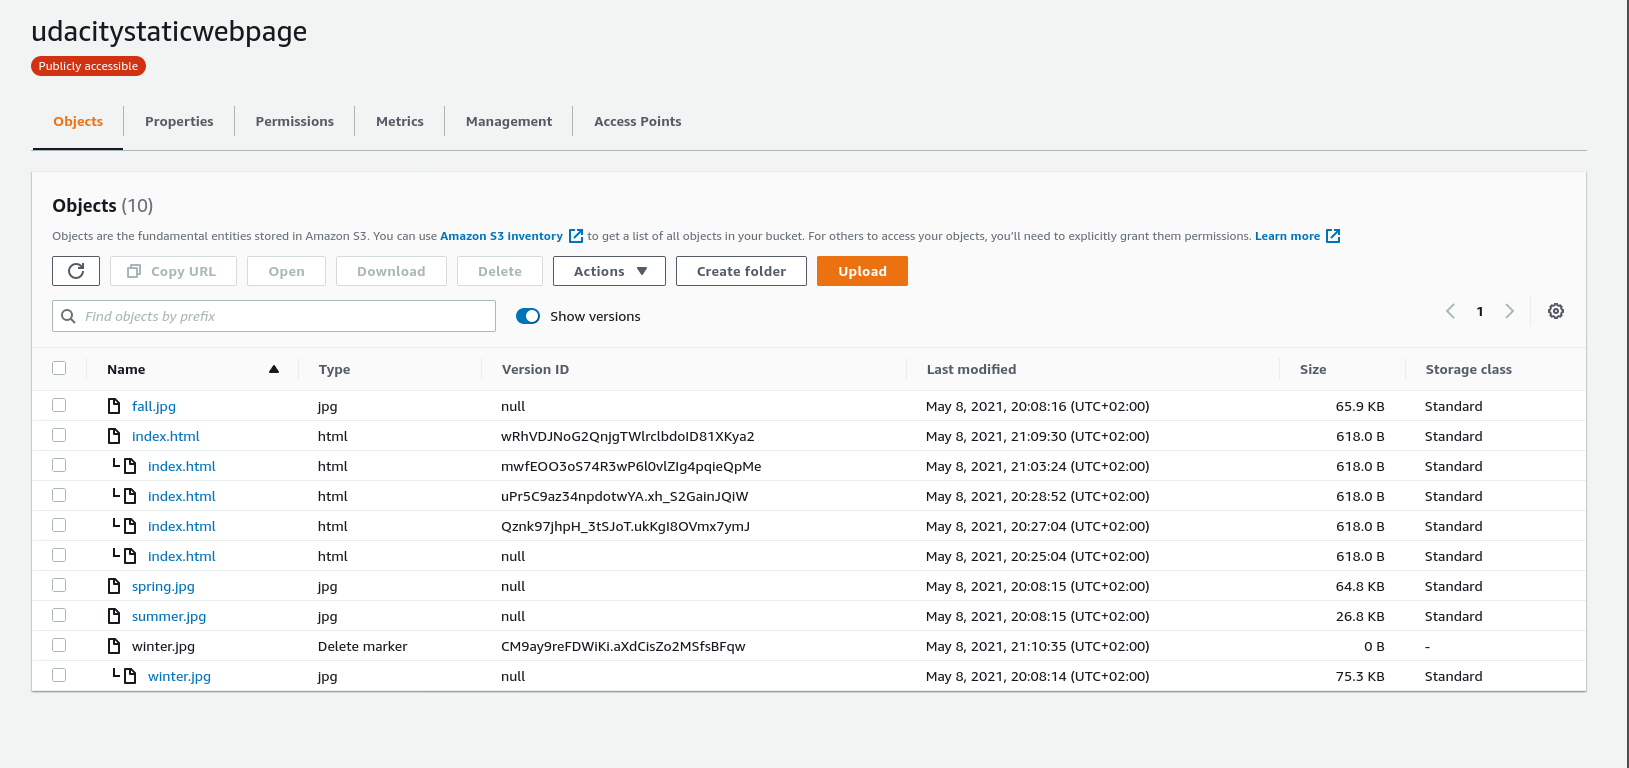 udacitystaticwebpage
Publicly accessible
Objects Properties Permissions Metrics Management Access Points
Objects (10)
Objects are the fundamental entities stored in Amazon S3. You can use Amazon S3 inventory to get a list of all objects in your bucket. For others to access your objects, you'll need to explicitly grant them permissions. Learn more
Copy URL Open Download Delete Actions Create folder Upload
Find objects by prefix Show versions 1
Name Type Version ID Last modified Size Storage class
fall.jpg jpg null May 8, 2021, 20:08:16 (UTC+02:00) 65.9 KB Standard
index.html html wRhVDJNoG2QnjgTWlrclbdoID81XKya2 May 8, 2021, 21:09:30 (UTC+02:00) 618.0 B Standard
index.html html mwfEOO3oS74R3wP6l0vlZIg4pqieQpMe May 8, 2021, 21:03:24 (UTC+02:00) 618.0 B Standard
index.html html uPr5C9az34npdotwYA.xh_S2GainJQiW May 8, 2021, 20:28:52 (UTC+02:00) 618.0 B Standard
index.html html Qznk97jhpH_3tSJoT.ukKgI8OVmx7ymJ May 8, 2021, 20:27:04 (UTC+02:00) 618.0 B Standard
index.html html null May 8, 2021, 20:25:04 (UTC+02:00) 618.0 B Standard
spring.jpg jpg null May 8, 2021, 20:08:15 (UTC+02:00) 64.8 KB Standard
summer.jpg jpg null May 8, 2021, 20:08:15 (UTC+02:00) 26.8 KB Standard
winter.jpg Delete marker CM9ay9reFDWiKi.aXdCisZo2MSfsBFqw May 8, 2021, 21:10:35 (UTC+02:00) 0 B -
winter.jpg jpg null May 8, 2021, 20:08:14 (UTC+02:00) 75.3 KB Standard